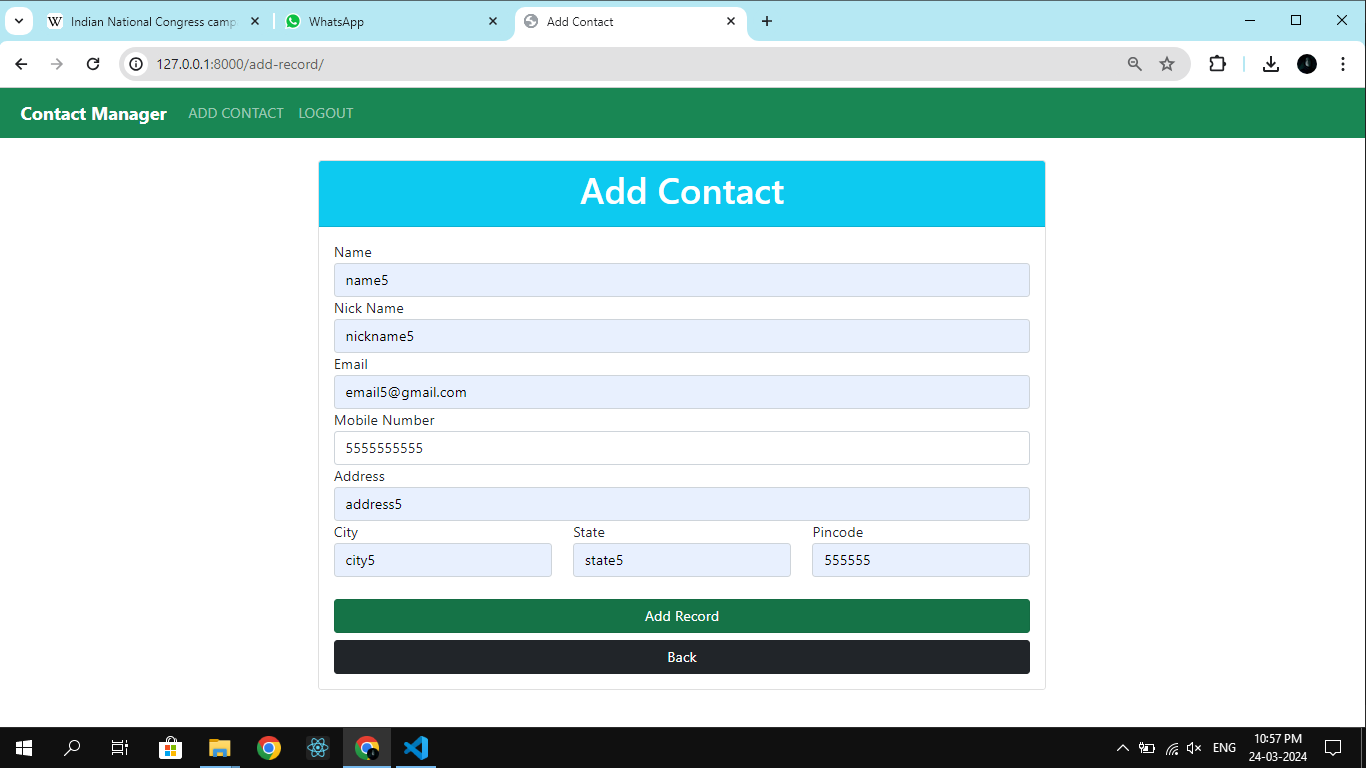 Indian National Congress camp
WhatsApp
Add Contact
127.0.0.1:8000/add-record/
Contact Manager ADD CONTACT LOGOUT
Add Contact
Name
name5
Nick Name
nickname5
Email
email5@gmail.com
Mobile Number
5555555555
Address
address5
City State Pincode
city5 state5 555555
Add Record
Back
ENG
10:57 PM
24-03-2024